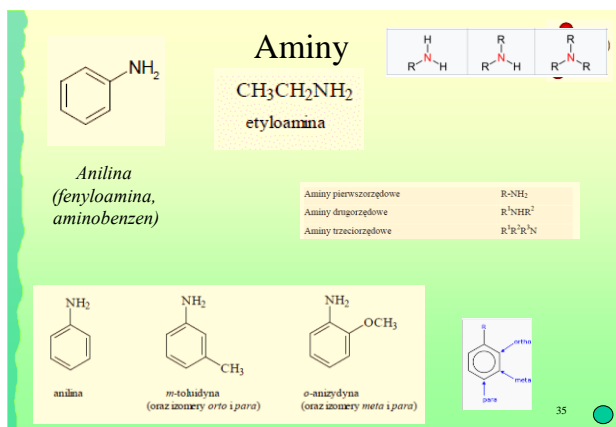 Aminy
NH₂
CH₃CH₂NH₂
etyloamina
H
R N H
R
R N H
R
R N R
Anilina
(fenyloamina,
aminobenzen)
Aminy pierwszorzędowe R-NH₂
Aminy drugorzędowe R¹NHR²
Aminy trzeciorzędowe R¹R²R³N
NH₂
anilina
NH₂
CH₃
m-toluidyna
(oraz izomery orto i para)
NH₂
OCH₃
o-anizydyna
(oraz izomery meta i para)
R
ortho
meta
para
35